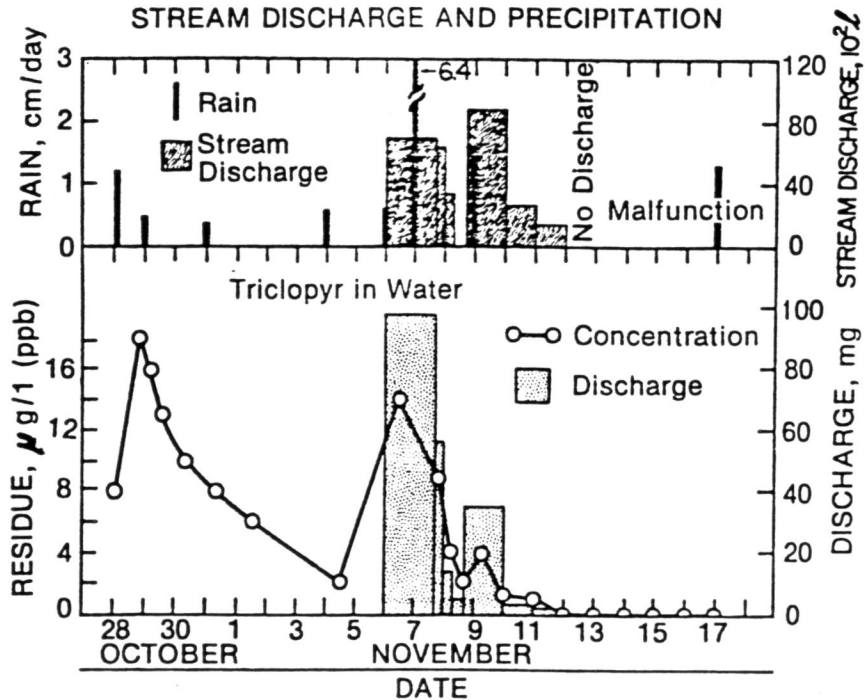 STREAM DISCHARGE AND PRECIPITATION
RAIN, cm/day
3
2
1
0
-6.4
Rain
Stream
Discharge
No Discharge
Malfunction
120
80
40
0
STREAM DISCHARGE, 10²ℓ
Triclopyr in Water
RESIDUE, µg/1 (ppb)
16
12
8
4
0
Concentration
Discharge
100
80
60
40
20
0
DISCHARGE, mg
28 30 1 3 5 7 9 11 13 15 17
OCTOBER NOVEMBER
DATE